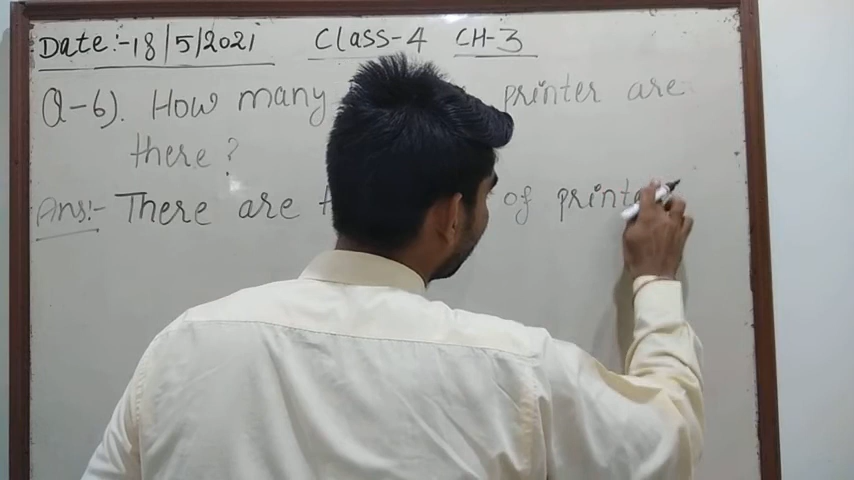 Date:-18/5/2021 Class-4 CH-3
Q-6). How many printer are
there?
Ans:- There are of printe